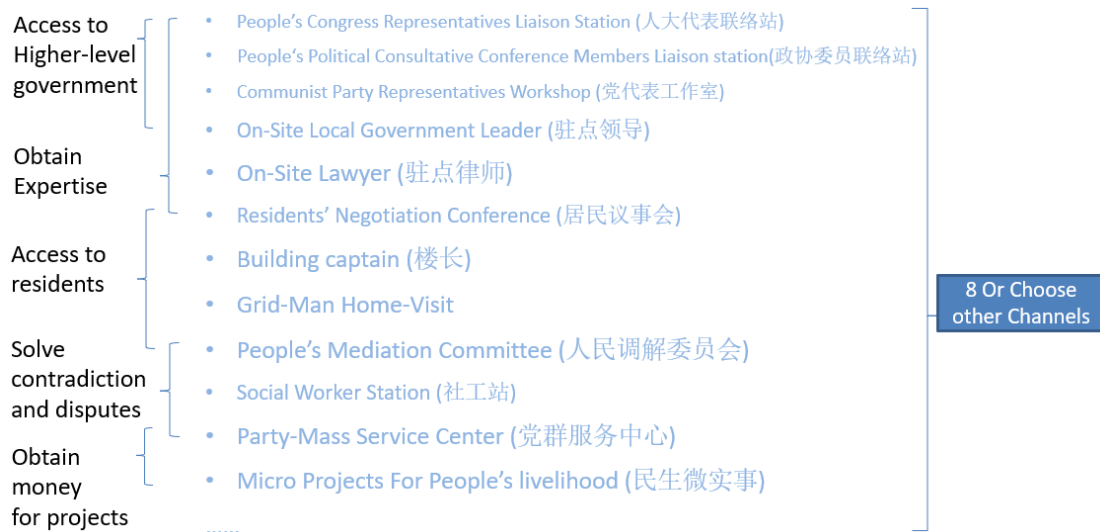 Access to
Higher-level
government
Obtain
Expertise
Access to
residents
Solve
contradiction
and disputes
Obtain
money
for projects
• People's Congress Representatives Liaison Station (人大代表联络站)
• People‘s Political Consultative Conference Members Liaison station(政协委员联络站)
• Communist Party Representatives Workshop (党代表工作室)
• On-Site Local Government Leader (驻点领导)
• On-Site Lawyer (驻点律师)
• Residents’ Negotiation Conference (居民议事会)
• Building captain (楼长)
• Grid-Man Home-Visit
• People’s Mediation Committee (人民调解委员会)
• Social Worker Station (社工站)
• Party-Mass Service Center (党群服务中心)
• Micro Projects For People’s livelihood (民生微实事)
......
8 Or Choose
other Channels